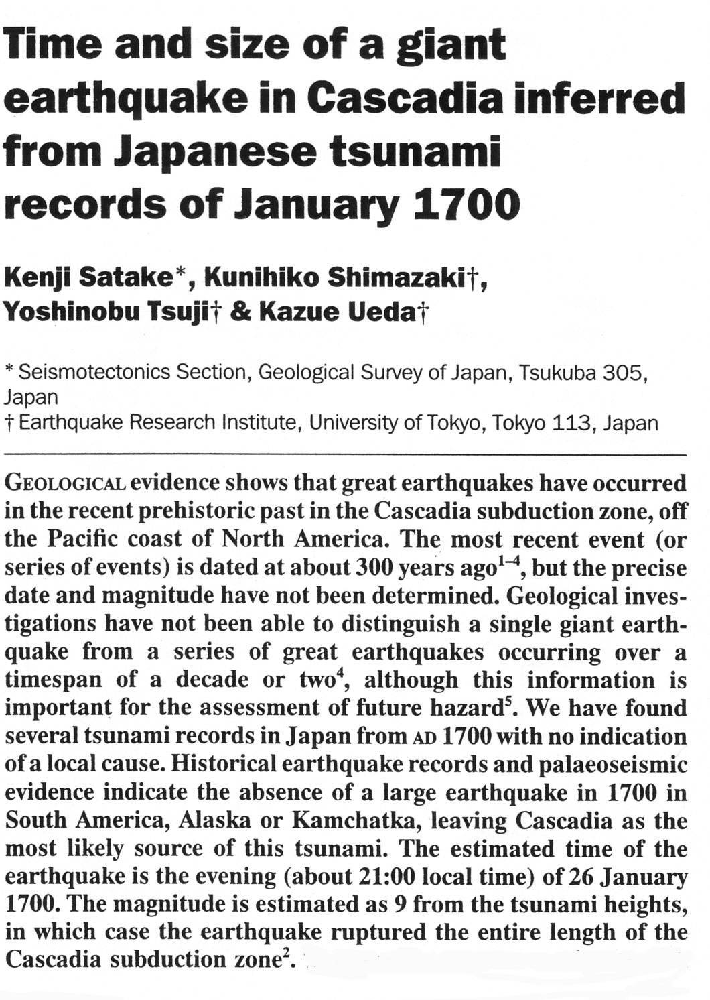 Time and size of a giant
earthquake in Cascadia inferred
from Japanese tsunami
records of January 1700
Kenji Satake*, Kunihiko Shimazaki†,
Yoshinobu Tsuji† & Kazue Ueda†
* Seismotectonics Section, Geological Survey of Japan, Tsukuba 305,
Japan
† Earthquake Research Institute, University of Tokyo, Tokyo 113, Japan
GEOLOGICAL evidence shows that great earthquakes have occurred
in the recent prehistoric past in the Cascadia subduction zone, off
the Pacific coast of North America. The most recent event (or
series of events) is dated at about 300 years ago¹⁻⁴, but the precise
date and magnitude have not been determined. Geological inves-
tigations have not been able to distinguish a single giant earth-
quake from a series of great earthquakes occurring over a
timespan of a decade or two⁴, although this information is
important for the assessment of future hazard⁵. We have found
several tsunami records in Japan from AD 1700 with no indication
of a local cause. Historical earthquake records and palaeoseismic
evidence indicate the absence of a large earthquake in 1700 in
South America, Alaska or Kamchatka, leaving Cascadia as the
most likely source of this tsunami. The estimated time of the
earthquake is the evening (about 21:00 local time) of 26 January
1700. The magnitude is estimated as 9 from the tsunami heights,
in which case the earthquake ruptured the entire length of the
Cascadia subduction zone².